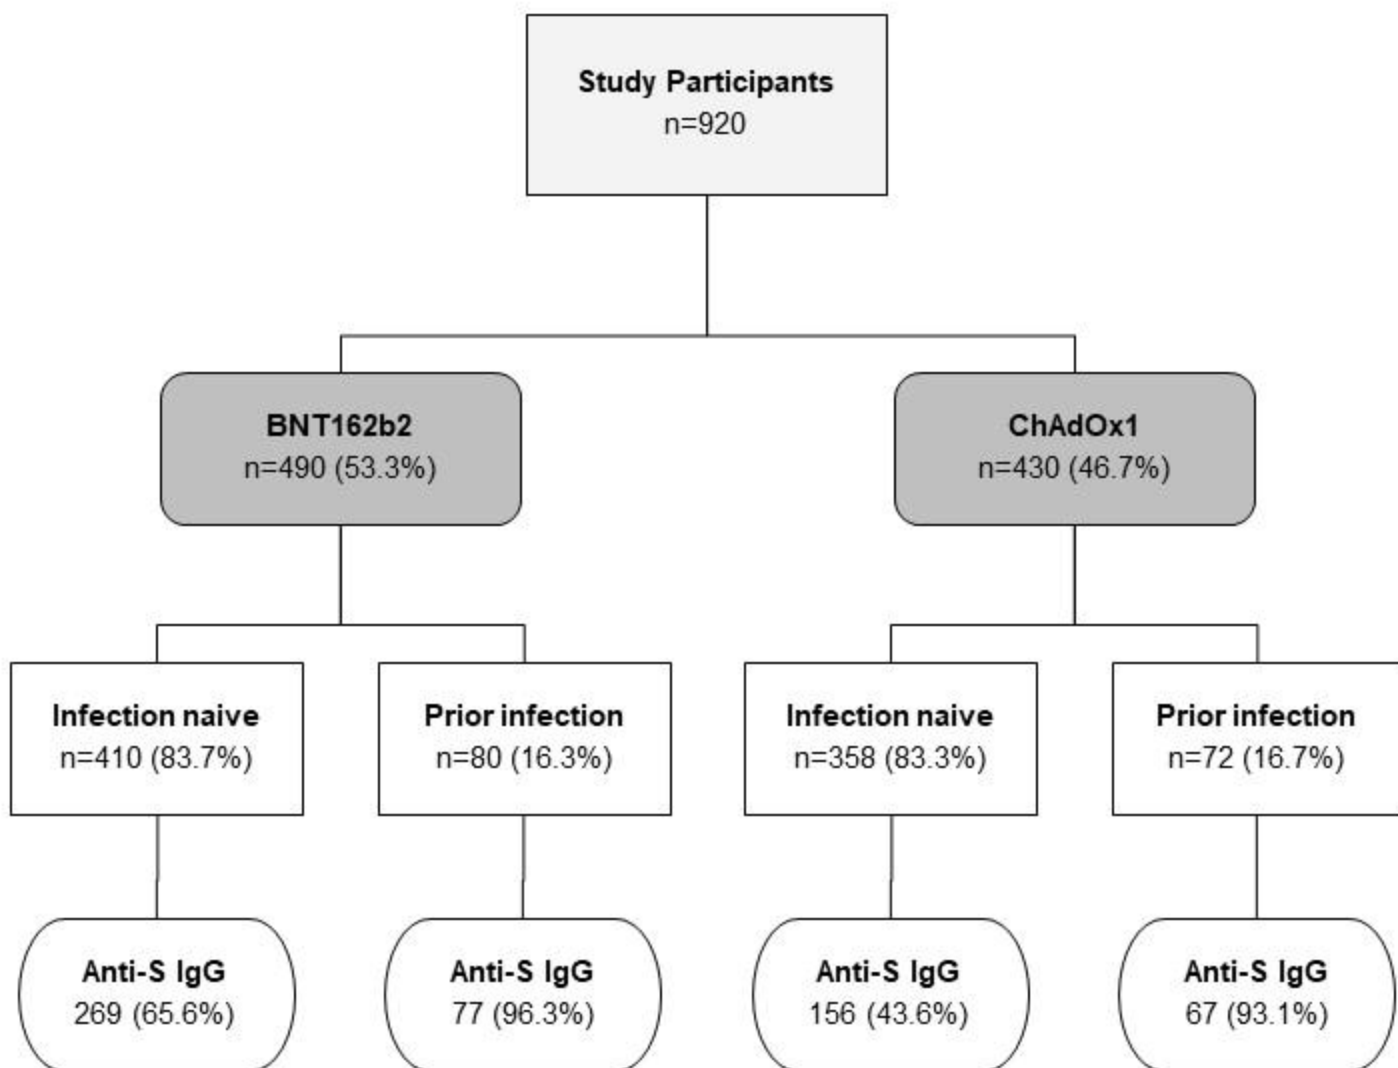 Study Participants
n=920
BNT162b2
n=490 (53.3%)
ChAdOx1
n=430 (46.7%)
Infection naive
n=410 (83.7%)
Prior infection
n=80 (16.3%)
Infection naive
n=358 (83.3%)
Prior infection
n=72 (16.7%)
Anti-S IgG
269 (65.6%)
Anti-S IgG
77 (96.3%)
Anti-S IgG
156 (43.6%)
Anti-S IgG
67 (93.1%)